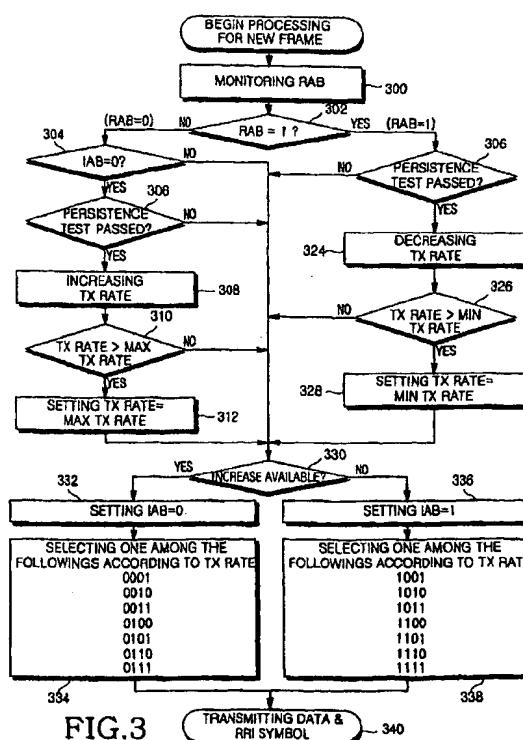 BEGIN PROCESSING
FOR NEW FRAME
MONITORING RAB
300
302
(RAB=0)
NO
RAB = 1 ?
YES
(RAB=1)
304
IAB=0?
NO
YES
306
PERSISTENCE
TEST PASSED?
NO
YES
306
PERSISTENCE
TEST PASSED?
NO
YES
INCREASING
TX RATE
308
324
DECREASING
TX RATE
310
TX RATE > MAX
TX RATE
NO
YES
326
TX RATE > MIN
TX RATE
NO
YES
SETTING TX RATE=
MAX TX RATE
312
328
SETTING TX RATE=
MIN TX RATE
330
YES
INCREASE AVAILABLE?
NO
332
SETTING IAB=0
336
SETTING IAB=1
SELECTING ONE AMONG THE
FOLLOWINGS ACCORDING TO TX RATE
0001
0010
0011
0100
0101
0110
0111
334
SELECTING ONE AMONG THE
FOLLOWINGS ACCORDING TO TX RAT
1001
1010
1011
1100
1101
1110
1111
338
FIG.3
TRANSMITTING DATA &
RRI SYMBOL
340